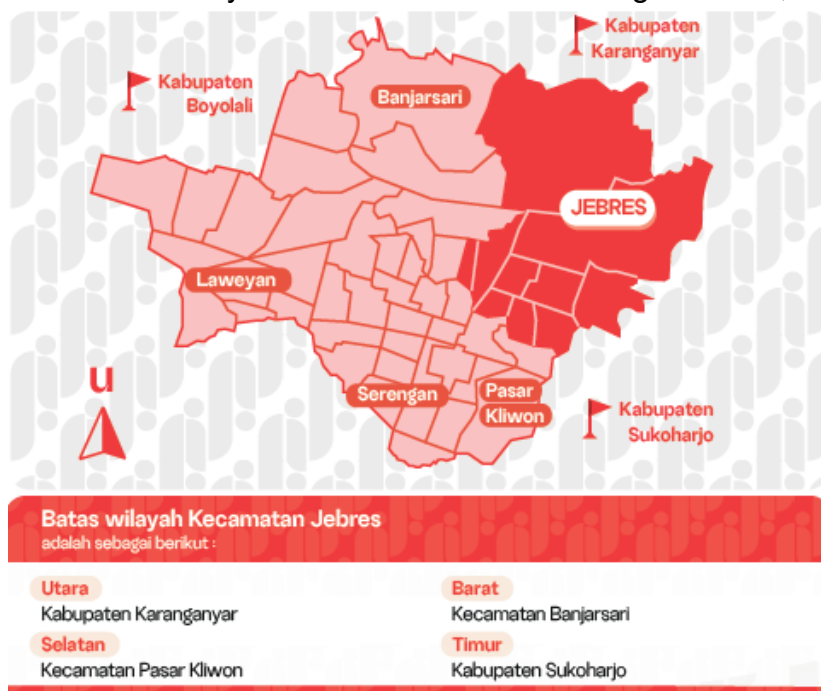 Kabupaten
Karanganyar
Kabupaten
Boyolali
Banjarsari
JEBRES
Laweyan
u
Serengan
Pasar
Kliwon
Kabupaten
Sukoharjo
Batas wilayah Kecamatan Jebres
adalah sebagai berikut :
Utara
Kabupaten Karanganyar
Barat
Kecamatan Banjarsari
Selatan
Kecamatan Pasar Kliwon
Timur
Kabupaten Sukoharjo